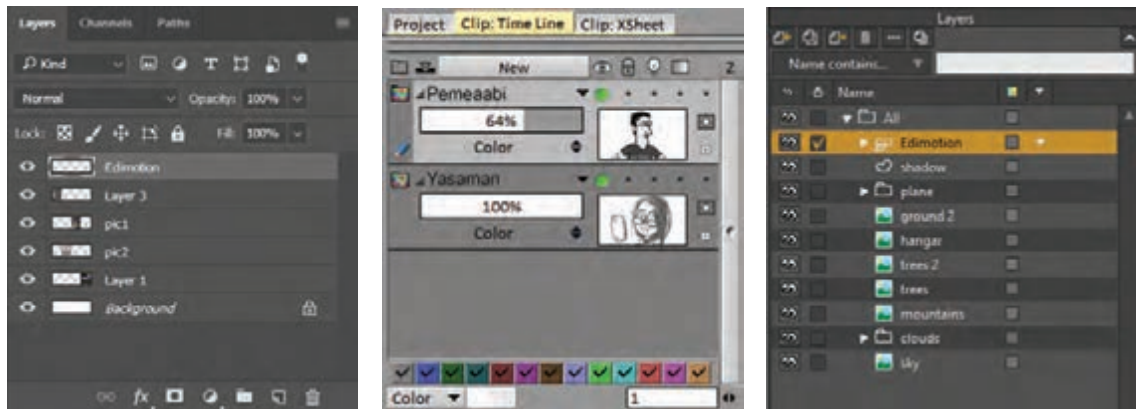 Layers Channels Paths
Kind
Normal Opacity: 100%
Lock: Fill: 100%
Edimotion
Layer 3
pic1
pic2
Layer 1
Background
fx
Project Clip: Time Line Clip: XSheet
New Z
Pemeaabi
64%
Color
Yasaman
100%
Color
Color 1
Layers
Name contains...
Name
All
Edimotion
shadow
plane
ground 2
hangar
trees 2
trees
mountains
clouds
sky